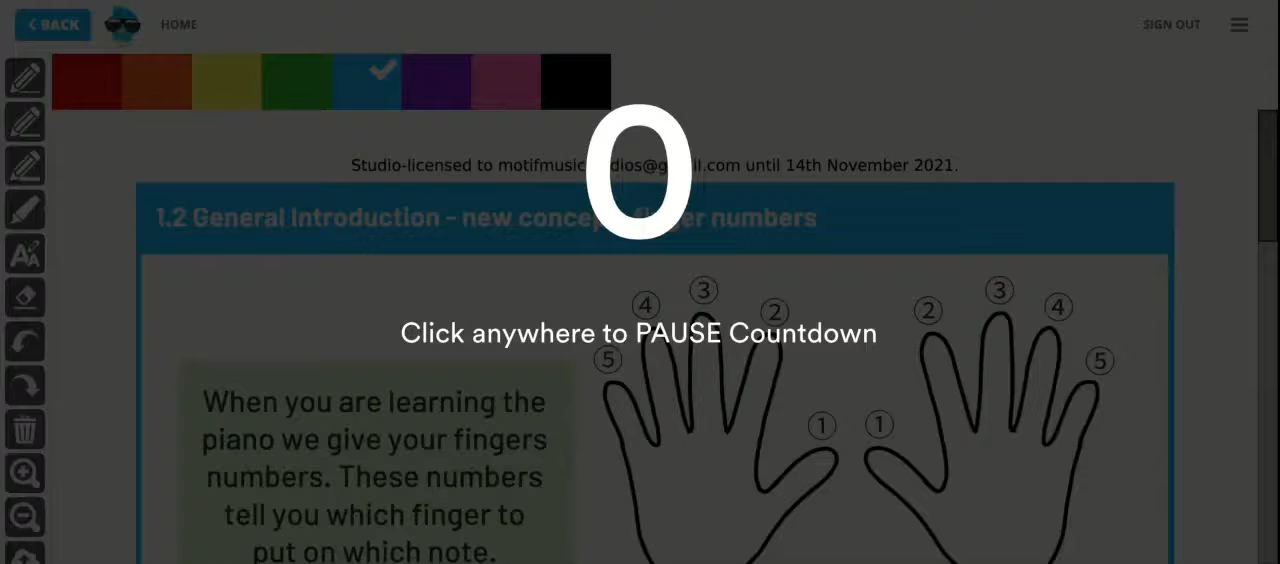 BACK
HOME
SIGN OUT
0
Studio-licensed to motifmusic dios@g il.com until 14th November 2021.
1.2 General Introduction - new finger numbers
4
3
2
2
3
4
Click anywhere to PAUSE Countdown
5
5
When you are learning the
piano we give your fingers
numbers. These numbers
tell you which finger to
put on which note.
1
1